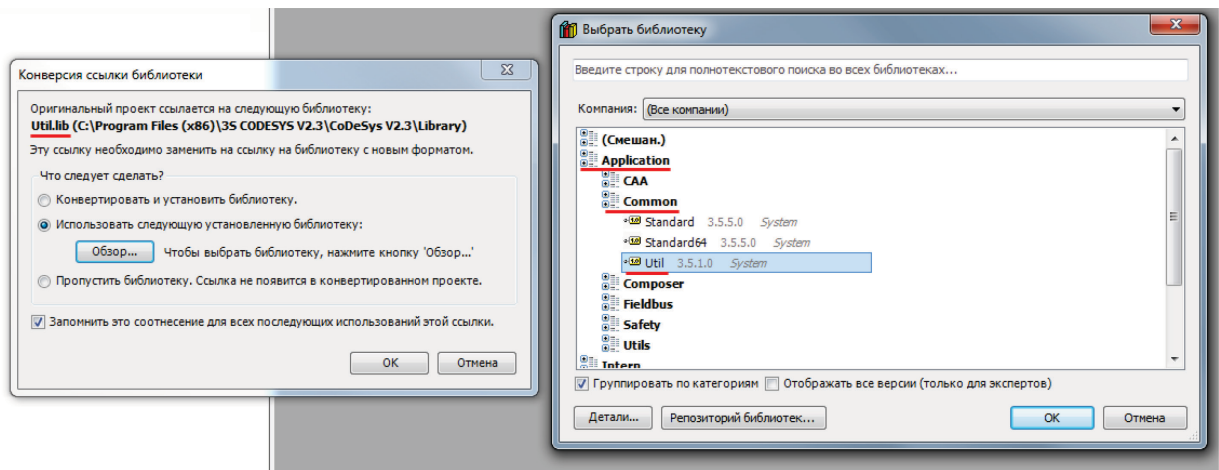 Конверсия ссылки библиотеки
Оригинальный проект ссылается на следующую библиотеку:
Util.lib (C:\Program Files (x86)\3S CODESYS V2.3\CoDeSys V2.3\Library)
Эту ссылку необходимо заменить на ссылку на библиотеку с новым форматом.
Что следует сделать?
Конвертировать и установить библиотеку.
Использовать следующую установленную библиотеку:
Обзор... Чтобы выбрать библиотеку, нажмите кнопку 'Обзор...'
Пропустить библиотеку. Ссылка не появится в конвертированном проекте.
Запомнить это соотнесение для всех последующих использований этой ссылки.
OK Отмена
Выбрать библиотеку
Введите строку для полнотекстового поиска во всех библиотеках...
Компания: (Все компании)
(Смешан.)
Application
CAA
Common
Standard 3.5.5.0 System
Standard64 3.5.5.0 System
Util 3.5.1.0 System
Composer
Fieldbus
Safety
Utils
Intern
Группировать по категориям Отображать все версии (только для экспертов)
Детали... Репозиторий библиотек... OK Отмена